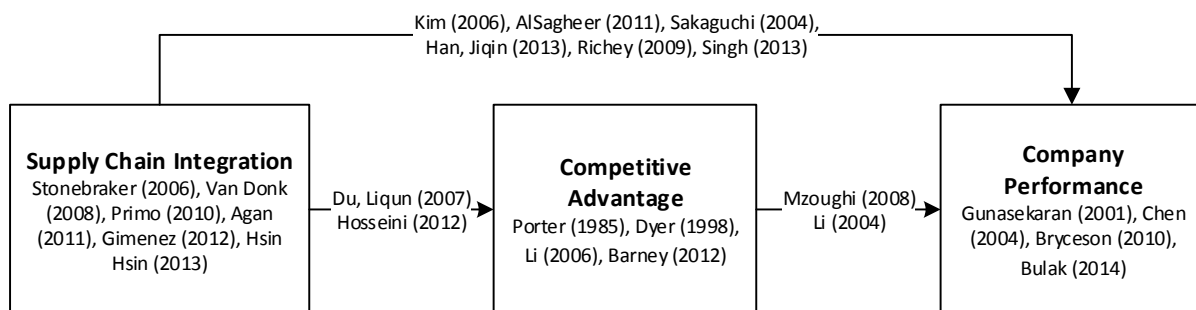 Kim (2006), AlSagheer (2011), Sakaguchi (2004),
Han, Jiqin (2013), Richey (2009), Singh (2013)
Supply Chain Integration
Stonebraker (2006), Van Donk
(2008), Primo (2010), Agan
(2011), Gimenez (2012), Hsin
Hsin (2013)
Du, Liqun (2007)
Hosseini (2012)
Competitive
Advantage
Porter (1985), Dyer (1998),
Li (2006), Barney (2012)
Mzoughi (2008)
Li (2004)
Company
Performance
Gunasekaran (2001), Chen
(2004), Bryceson (2010),
Bulak (2014)